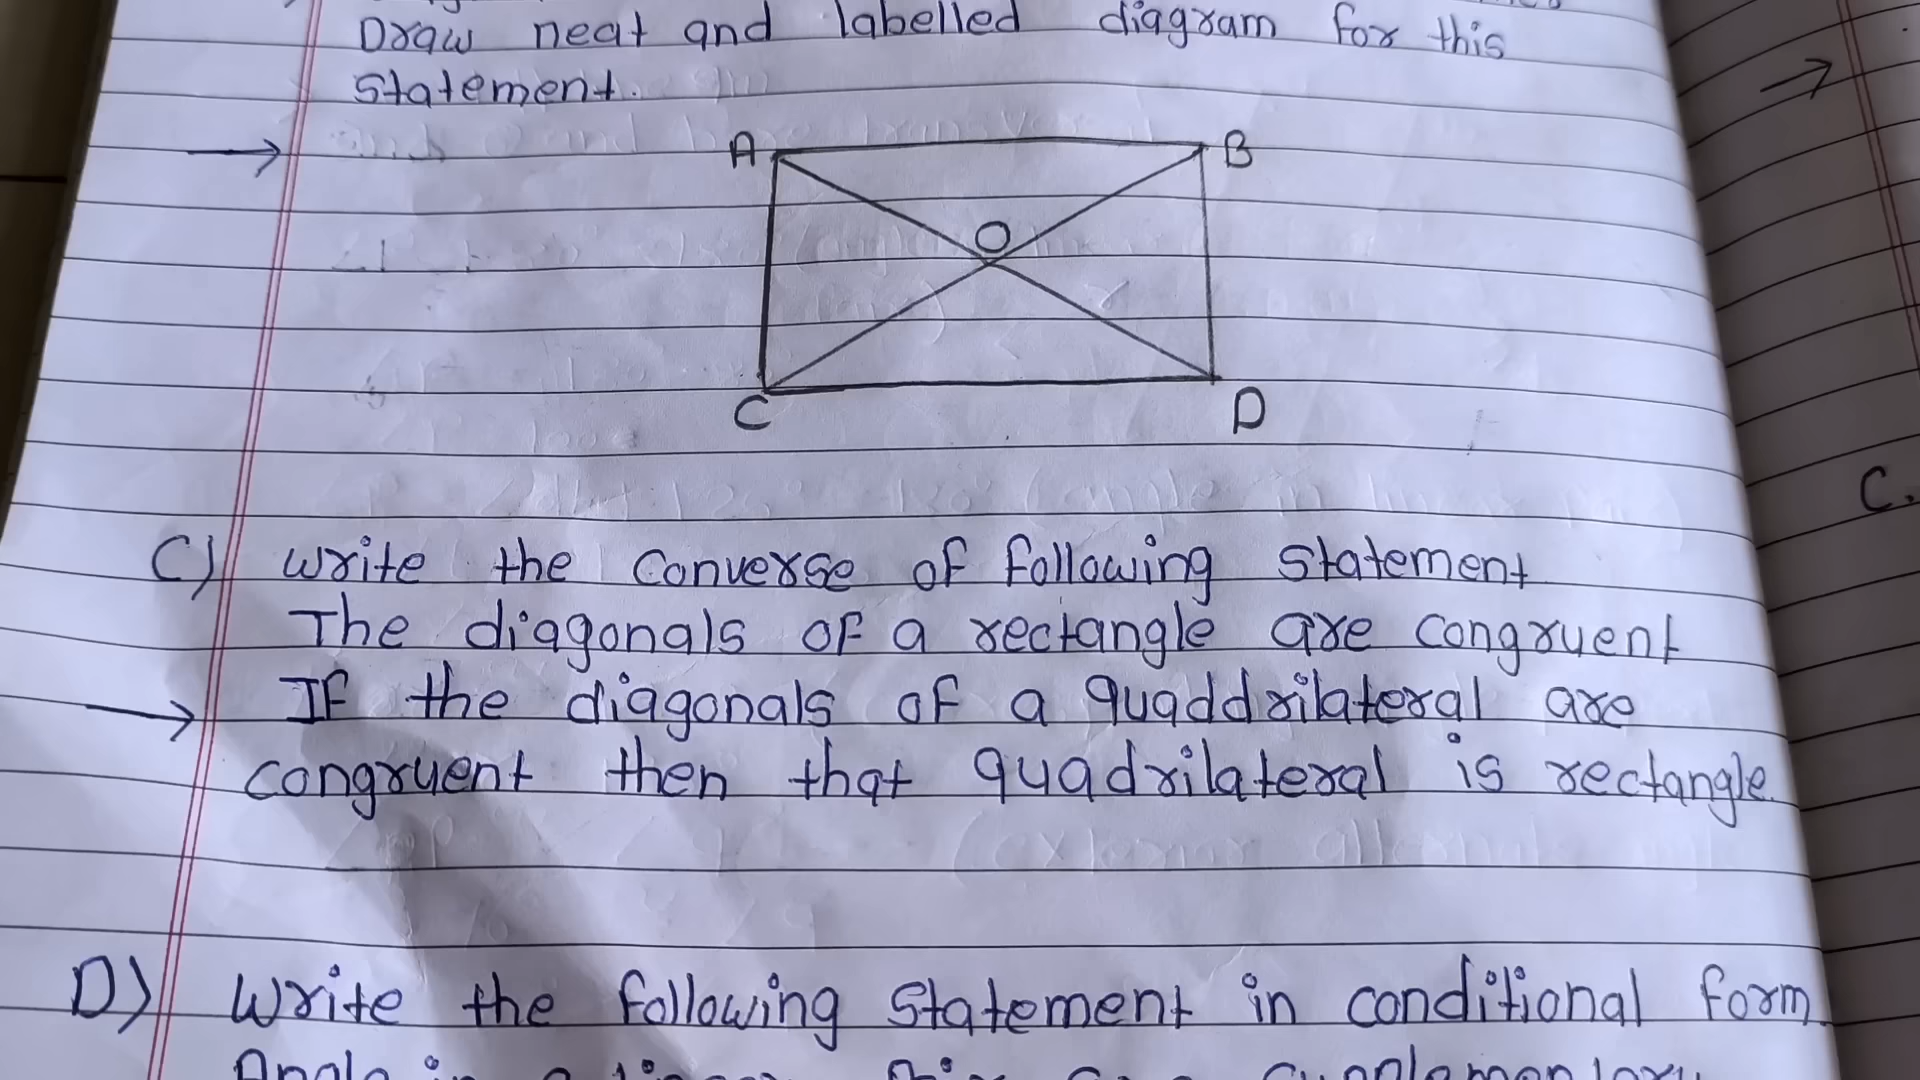 Draw neat and labelled diagram for this
statement.
A B
O
C D
C.
C) Write the converse of following statement
The diagonals of a rectangle are congruent
If the diagonals of a quaddrilateral are
congruent then that quadrilateral is rectangle.
D) Write the following statement in conditional form.